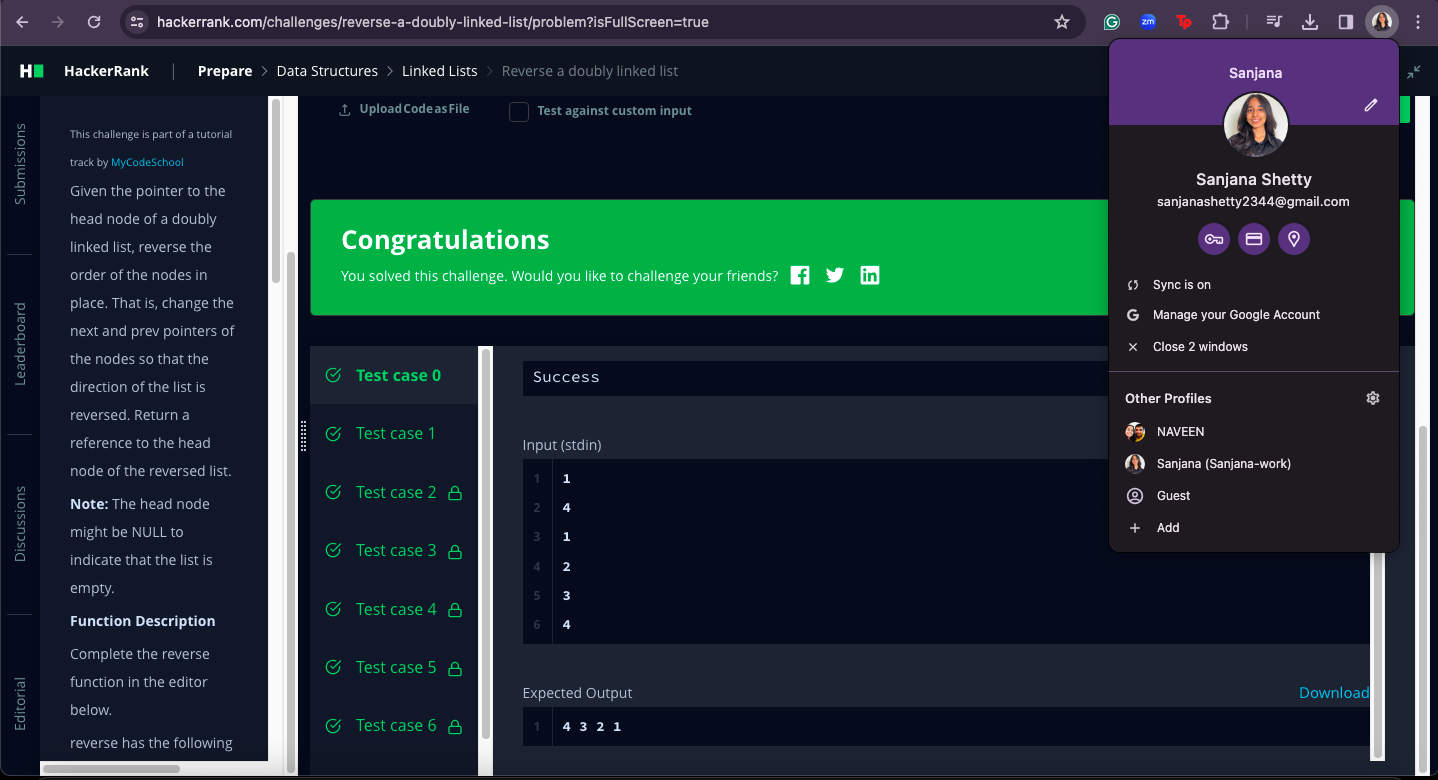 hackerrank.com/challenges/reverse-a-doubly-linked-list/problem?isFullScreen=true
zm
Tp
H
HackerRank
Prepare
Data Structures
Linked Lists
Reverse a doubly linked list
Submissions
Leaderboard
Discussions
Editorial
This challenge is part of a tutorial
track by MyCodeSchool
Given the pointer to the
head node of a doubly
linked list, reverse the
order of the nodes in
place. That is, change the
next and prev pointers of
the nodes so that the
direction of the list is
reversed. Return a
reference to the head
node of the reversed list.
Note: The head node
might be NULL to
indicate that the list is
empty.
Function Description
Complete the reverse
function in the editor
below.
reverse has the following
Upload Code as File
Test against custom input
Congratulations
You solved this challenge. Would you like to challenge your friends?
Test case 0
Test case 1
Test case 2
Test case 3
Test case 4
Test case 5
Test case 6
Success
Input (stdin)
1 1
2 4
3 1
4 2
5 3
6 4
Expected Output
Download
1 4 3 2 1
Sanjana
Sanjana Shetty
sanjanashetty2344@gmail.com
Sync is on
Manage your Google Account
Close 2 windows
Other Profiles
NAVEEN
Sanjana (Sanjana-work)
Guest
Add